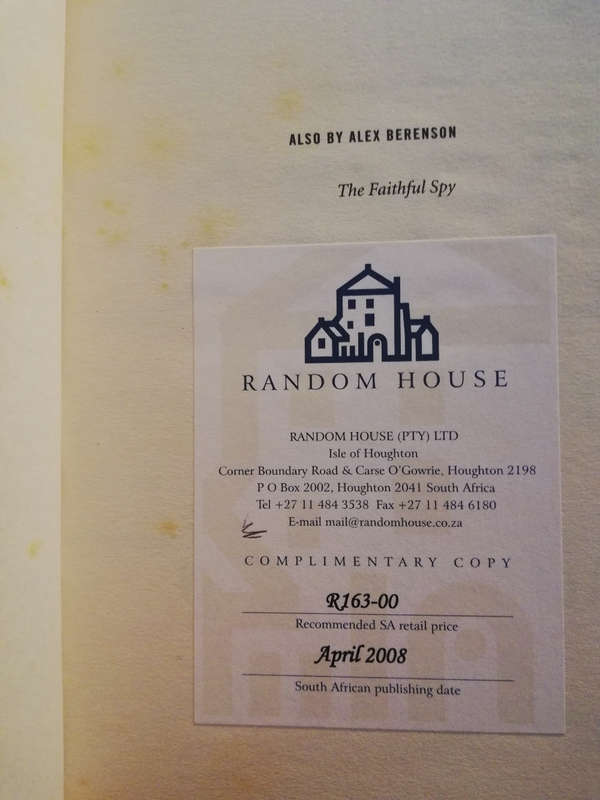 ALSO BY ALEX BERENSON
The Faithful Spy
RANDOM HOUSE
RANDOM HOUSE (PTY) LTD
Isle of Houghton
Corner Boundary Road & Carse O'Gowrie, Houghton 2198
P O Box 2002, Houghton 2041 South Africa
Tel +27 11 484 3538 Fax +27 11 484 6180
E-mail mail@randomhouse.co.za
COMPLIMENTARY COPY
R163-00
Recommended SA retail price
April 2008
South African publishing date